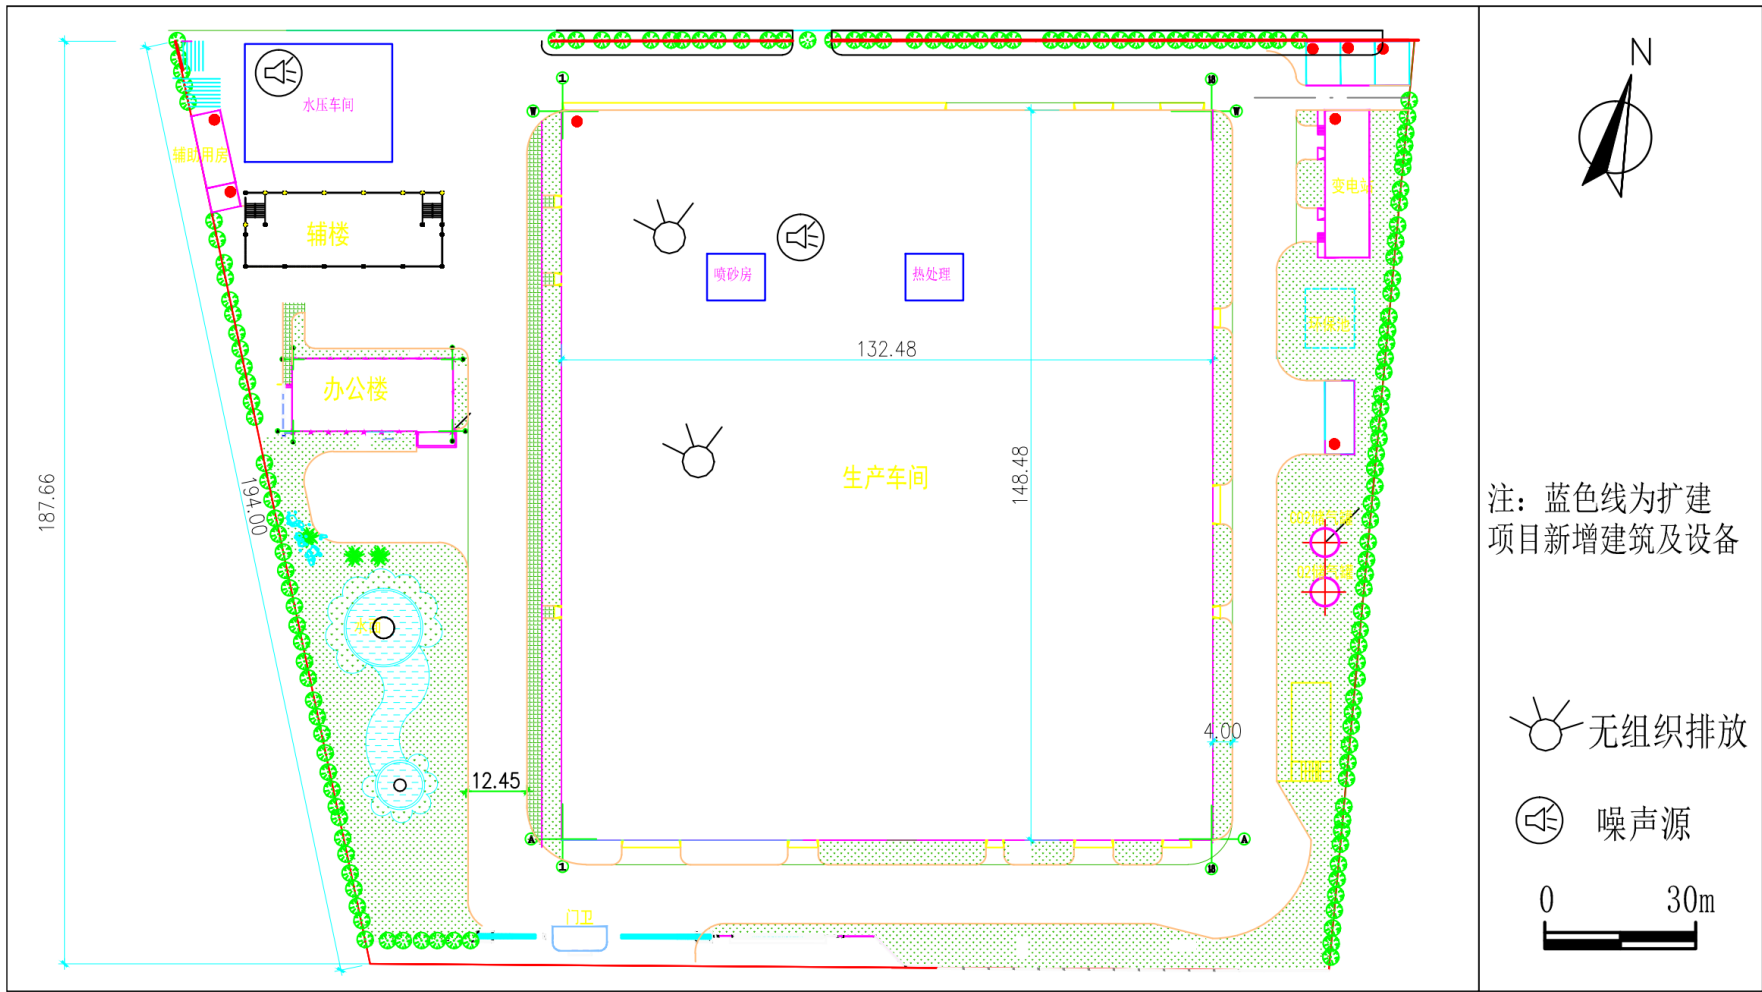 N
水压车间
辅助用房
辅楼
办公楼
喷砂房
热处理
变电站
132.48
148.48
生产车间
187.66
194.00
12.45
4.00
门卫
1
1
A
A
注：蓝色线为扩建
项目新增建筑及设备
无组织排放
噪声源
0 30m